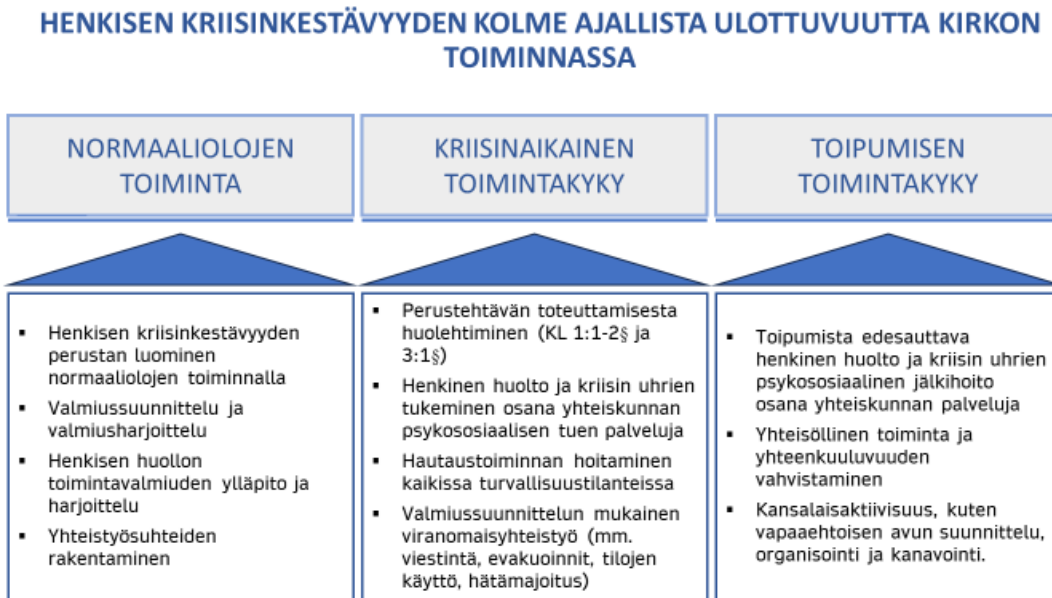 HENKISEN KRIISINKESTÄVYYDEN KOLME AJALLISTA ULOTTUVUUTTA KIRKON
TOIMINNASSA
NORMAALIOLOJEN
TOIMINTA
▪ Henkisen kriisinkestävyyden
perustan luominen
normaaliolojen toiminnalla
▪ Valmiussuunnittelu ja
valmiusharjoittelu
▪ Henkisen huollon
toimintavalmiuden ylläpito ja
harjoittelu
▪ Yhteistyösuhteiden
rakentaminen
KRIISINAIKAINEN
TOIMINTAKYKY
▪ Perustehtävän toteuttamisesta
huolehtiminen (KL 1:1-2§ ja
3:1§)
▪ Henkinen huolto ja kriisin uhrien
tukeminen osana yhteiskunnan
psykososiaalisen tuen palveluja
▪ Hautaustoiminnan hoitaminen
kaikissa turvallisuustilanteissa
▪ Valmiussuunnittelun mukainen
viranomaisyhteistyö (mm.
viestintä, evakuoinnit, tilojen
käyttö, hätämajoitus)
TOIPUMISEN
TOIMINTAKYKY
▪ Toipumista edesauttava
henkinen huolto ja kriisin uhrien
psykososiaalinen jälkihoito
osana yhteiskunnan palveluja
▪ Yhteisöllinen toiminta ja
yhteenkuuluvuuden
vahvistaminen
▪ Kansalaisaktiivisuus, kuten
vapaaehtoisen avun suunnittelu,
organisointi ja kanavointi.